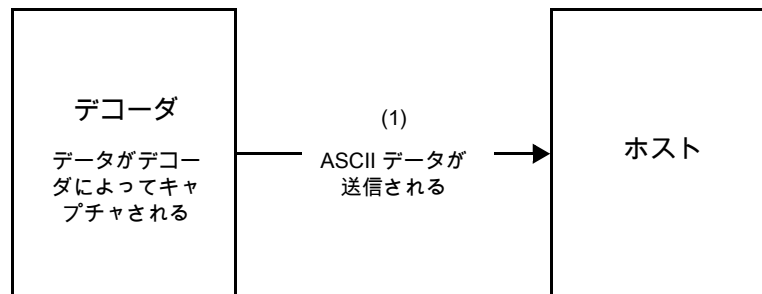 デコーダ
データがデコー
ダによってキャ
プチャされる
(1)
ASCII データが
送信される
ホスト